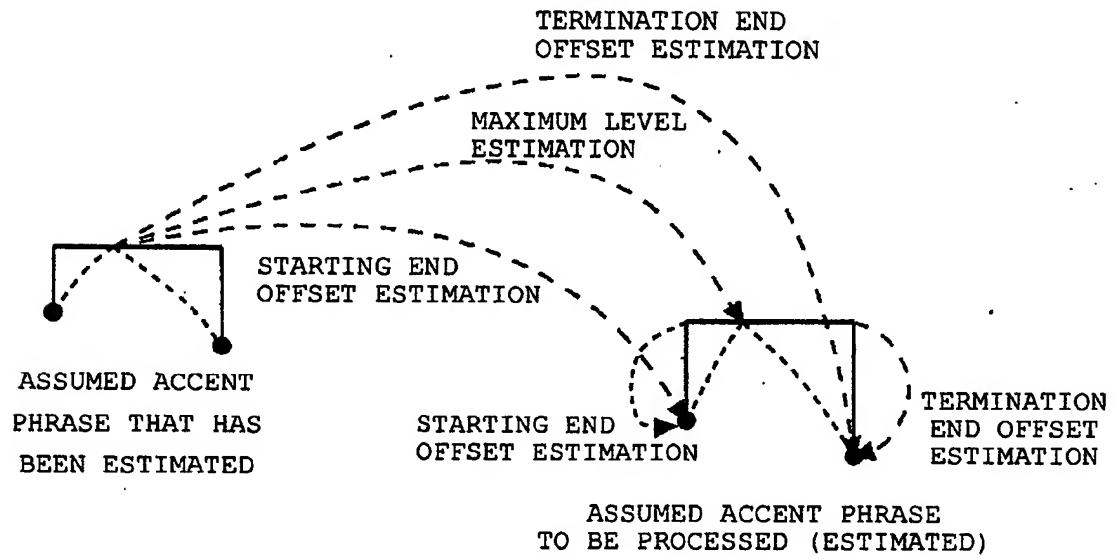 TERMINATION END
OFFSET ESTIMATION
MAXIMUM LEVEL
ESTIMATION
STARTING END
OFFSET ESTIMATION
ASSUMED ACCENT
PHRASE THAT HAS
BEEN ESTIMATED
STARTING END
OFFSET ESTIMATION
TERMINATION
END OFFSET
ESTIMATION
ASSUMED ACCENT PHRASE
TO BE PROCESSED (ESTIMATED)